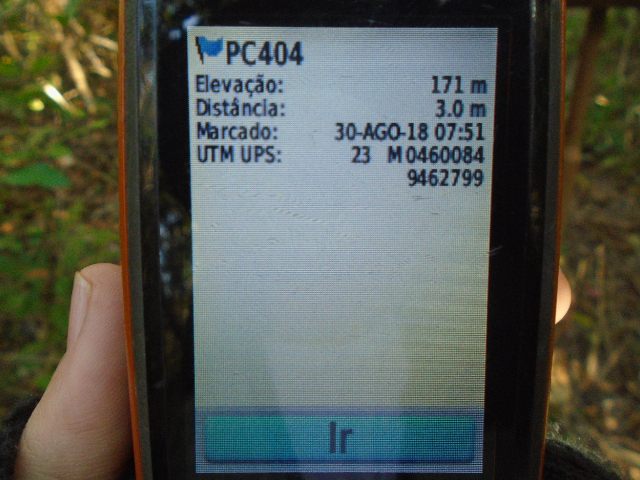 PC404
Elevação: 171 m
Distância: 3.0 m
Marcado: 30-AGO-18 07:51
UTM UPS: 23 M 0460084
9462799
Ir